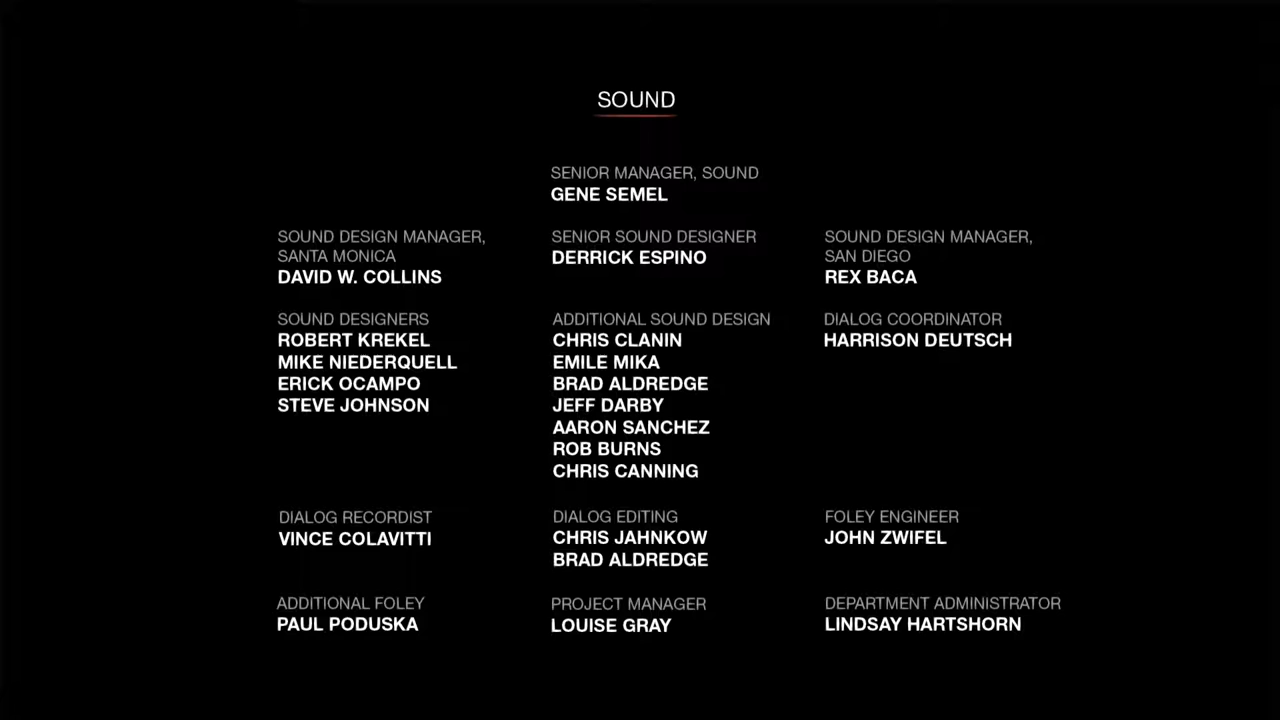 SOUND
SENIOR MANAGER, SOUND
GENE SEMEL
SOUND DESIGN MANAGER,
SANTA MONICA
DAVID W. COLLINS
SENIOR SOUND DESIGNER
DERRICK ESPINO
SOUND DESIGN MANAGER,
SAN DIEGO
REX BACA
SOUND DESIGNERS
ROBERT KREKEL
MIKE NIEDERQUELL
ERICK OCAMPO
STEVE JOHNSON
ADDITIONAL SOUND DESIGN
CHRIS CLANIN
EMILE MIKA
BRAD ALDREDGE
JEFF DARBY
AARON SANCHEZ
ROB BURNS
CHRIS CANNING
DIALOG COORDINATOR
HARRISON DEUTSCH
DIALOG RECORDIST
VINCE COLAVITTI
DIALOG EDITING
CHRIS JAHNKOW
BRAD ALDREDGE
FOLEY ENGINEER
JOHN ZWIFEL
ADDITIONAL FOLEY
PAUL PODUSKA
PROJECT MANAGER
LOUISE GRAY
DEPARTMENT ADMINISTRATOR
LINDSAY HARTSHORN